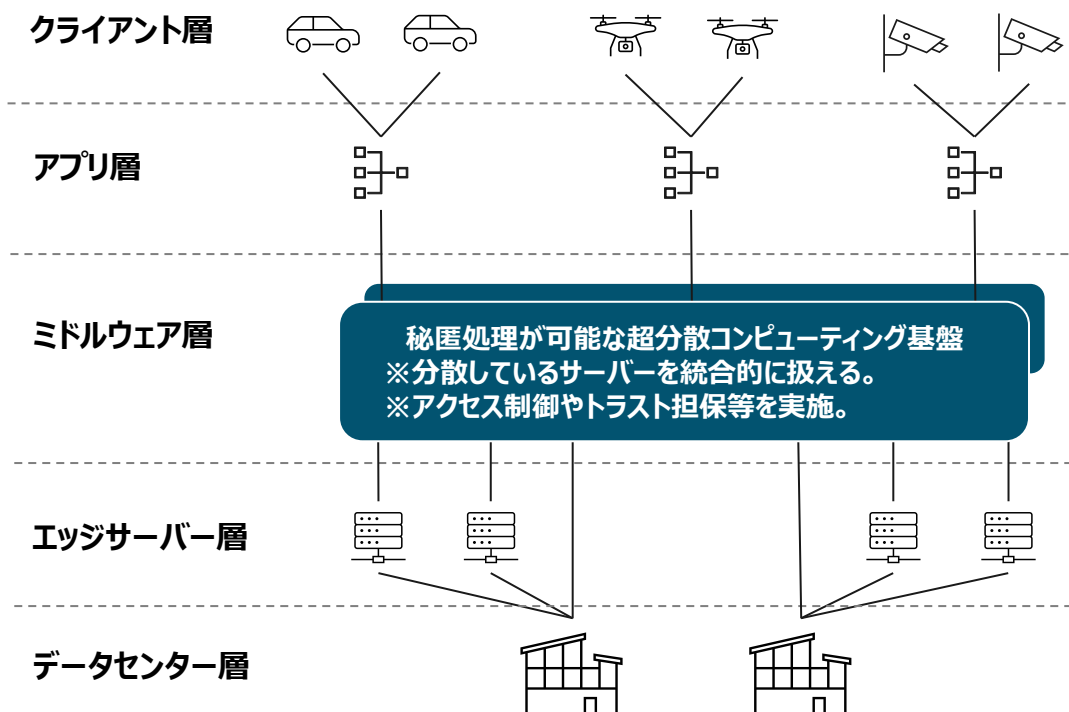 クライアント層
アプリ層
ミドルウェア層
秘匿処理が可能な超分散コンピューティング基盤
※分散しているサーバーを統合的に扱える。
※アクセス制御やトラスト担保等を実施。
エッジサーバー層
データセンター層